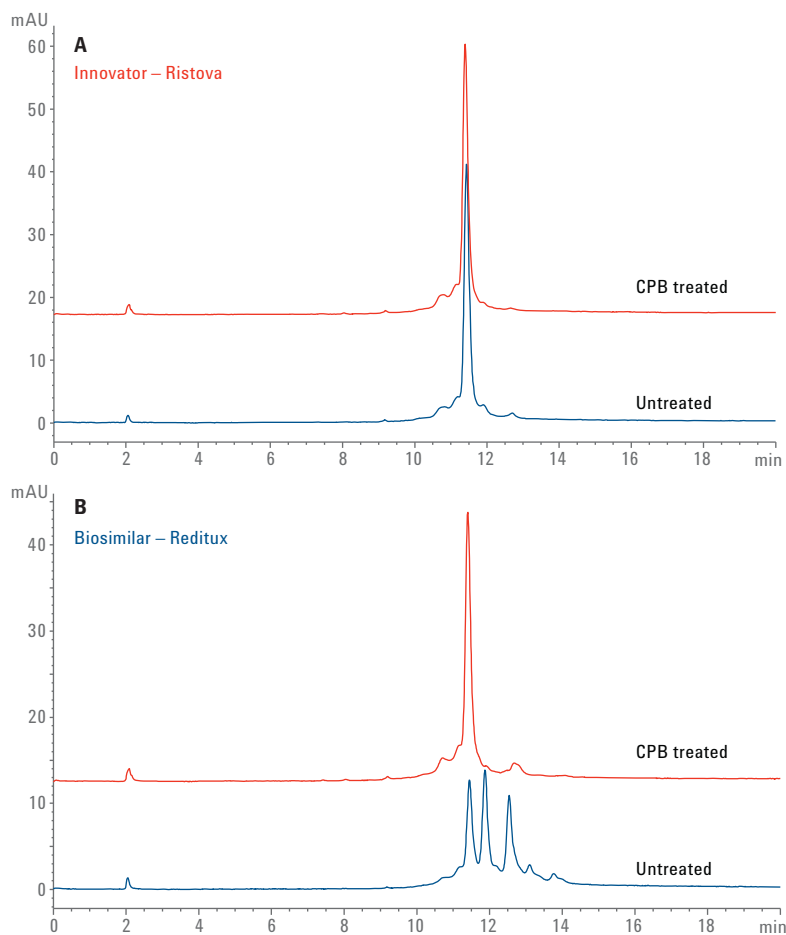 mAU
A
60
Innovator – Ristova
50
40
30
CPB treated
20
10
Untreated
0
0 2 4 6 8 10 12 14 16 18 min
mAU
B
Biosimilar – Reditux
40
30
20
CPB treated
10
Untreated
0
0 2 4 6 8 10 12 14 16 18 min